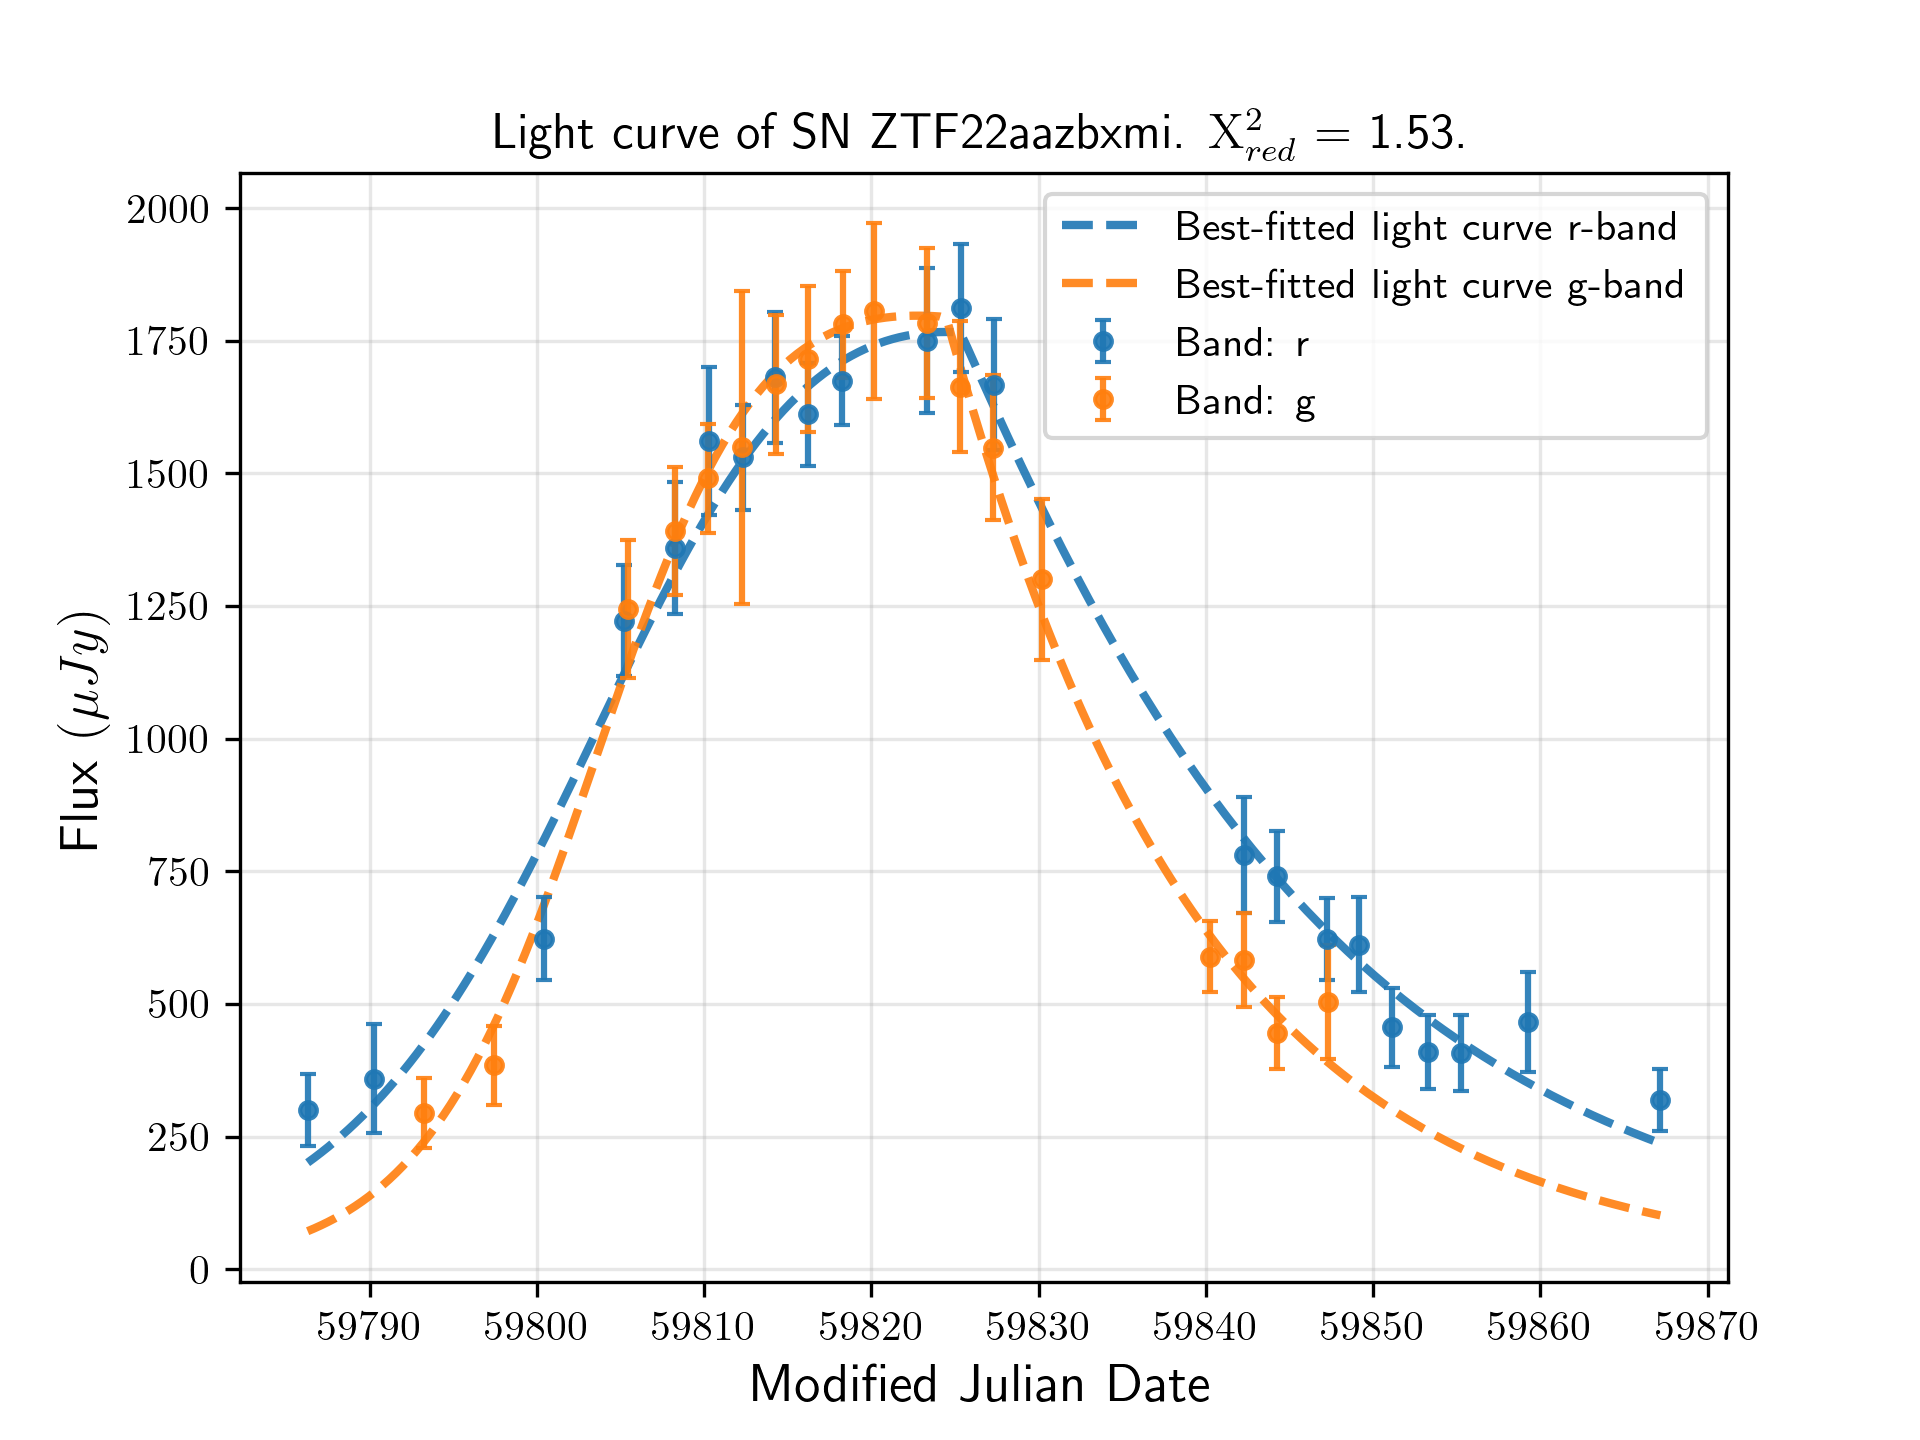 Light curve of SN ZTF22aazbxmi. X²_red = 1.53.
2000
1750
1500
1250
1000
750
500
250
0
Flux (μJy)
Best-fitted light curve r-band
Best-fitted light curve g-band
Band: r
Band: g
59790 59800 59810 59820 59830 59840 59850 59860 59870
Modified Julian Date